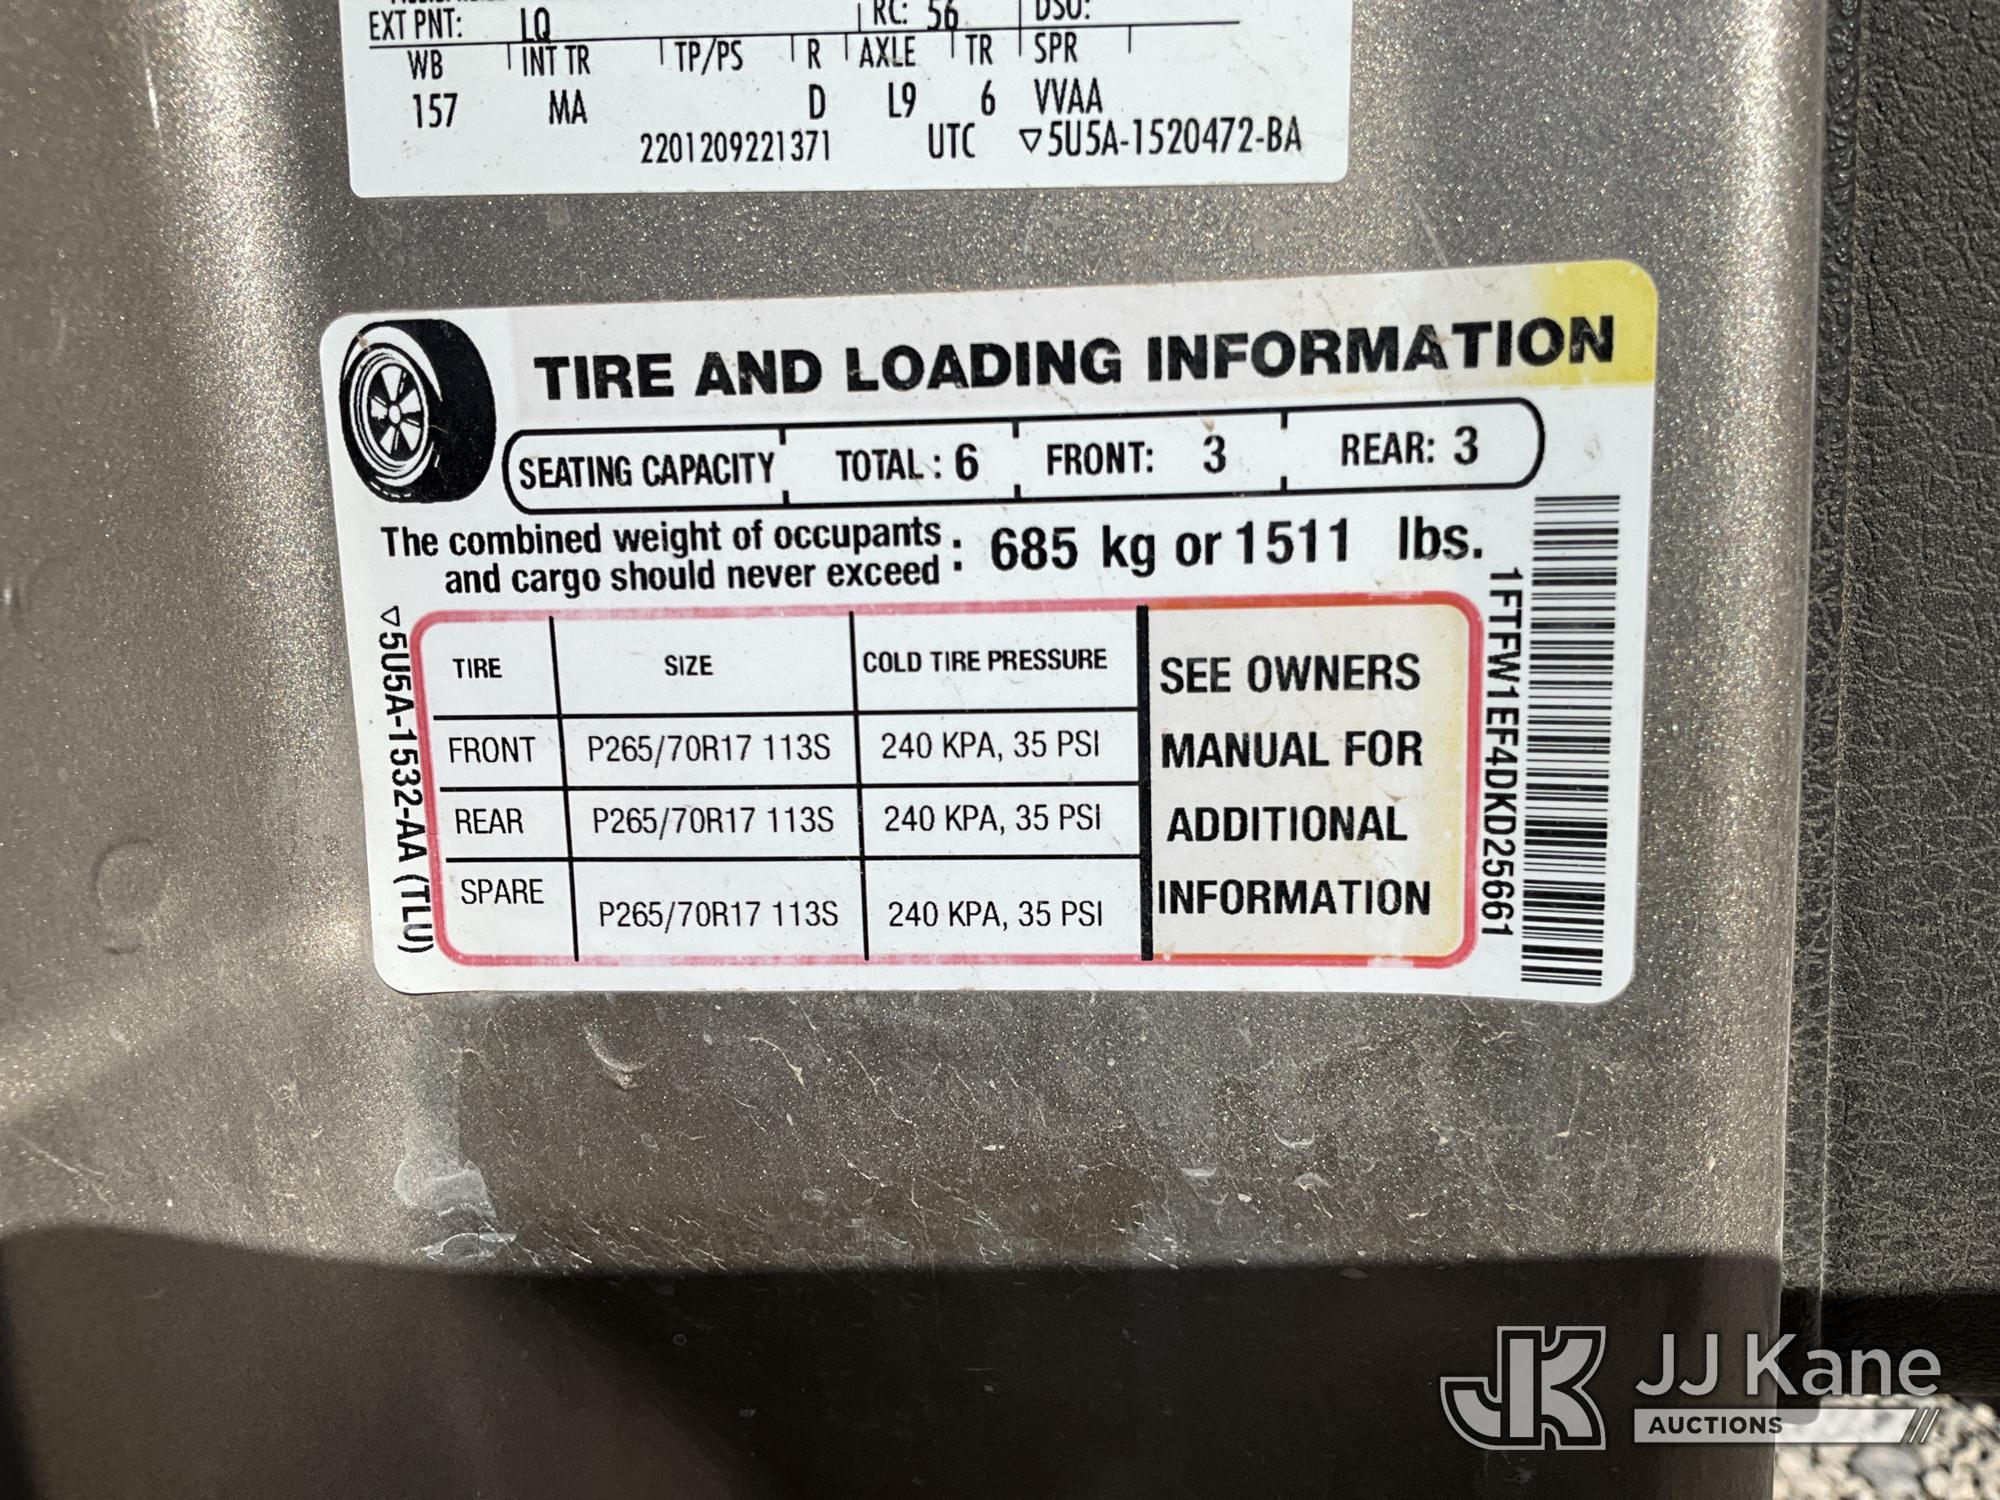 EXT PNT: LQ RC: 56 DSO:
WB INT TR TP/PS R AXLE TR SPR
157 MA D L9 6 VVAA
2201209221371 UTC ▽5U5A-1520472-BA
TIRE AND LOADING INFORMATION
SEATING CAPACITY TOTAL : 6 FRONT: 3 REAR: 3
The combined weight of occupants
and cargo should never exceed : 685 kg or 1511 lbs.
TIRE SIZE COLD TIRE PRESSURE
FRONT P265/70R17 113S 240 KPA, 35 PSI
REAR P265/70R17 113S 240 KPA, 35 PSI
SPARE P265/70R17 113S 240 KPA, 35 PSI
SEE OWNERS
MANUAL FOR
ADDITIONAL
INFORMATION
▽5U5A-1532-AA (TLU)
1FTFW1EF4DKD25661
JK JJ Kane
AUCTIONS